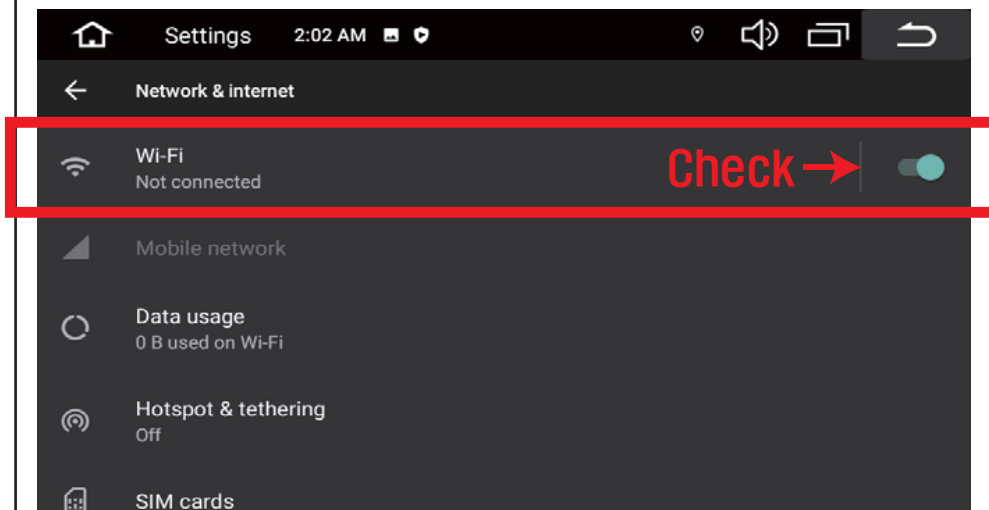 Settings 2:02 AM
Network & internet
Wi-Fi
Not connected
Check
Mobile network
Data usage
0 B used on Wi-Fi
Hotspot & tethering
Off
SIM cards